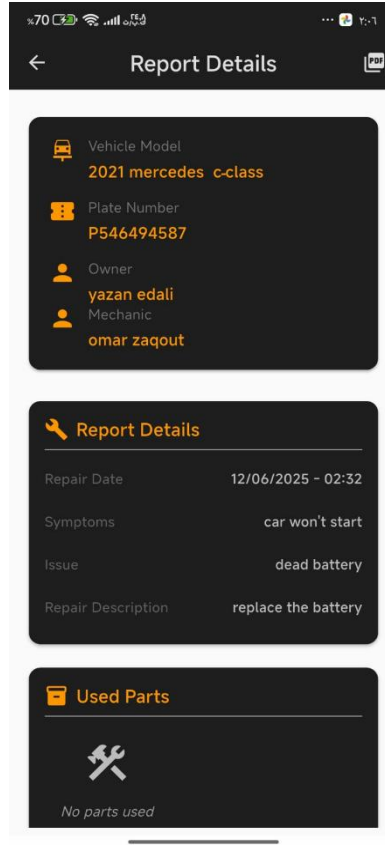 %70
٢:٠٦
Report Details
PDF
Vehicle Model
2021 mercedes c-class
Plate Number
P546494587
Owner
yazan edali
Mechanic
omar zaqout
Report Details
Repair Date 12/06/2025 - 02:32
Symptoms car won't start
Issue dead battery
Repair Description replace the battery
Used Parts
No parts used